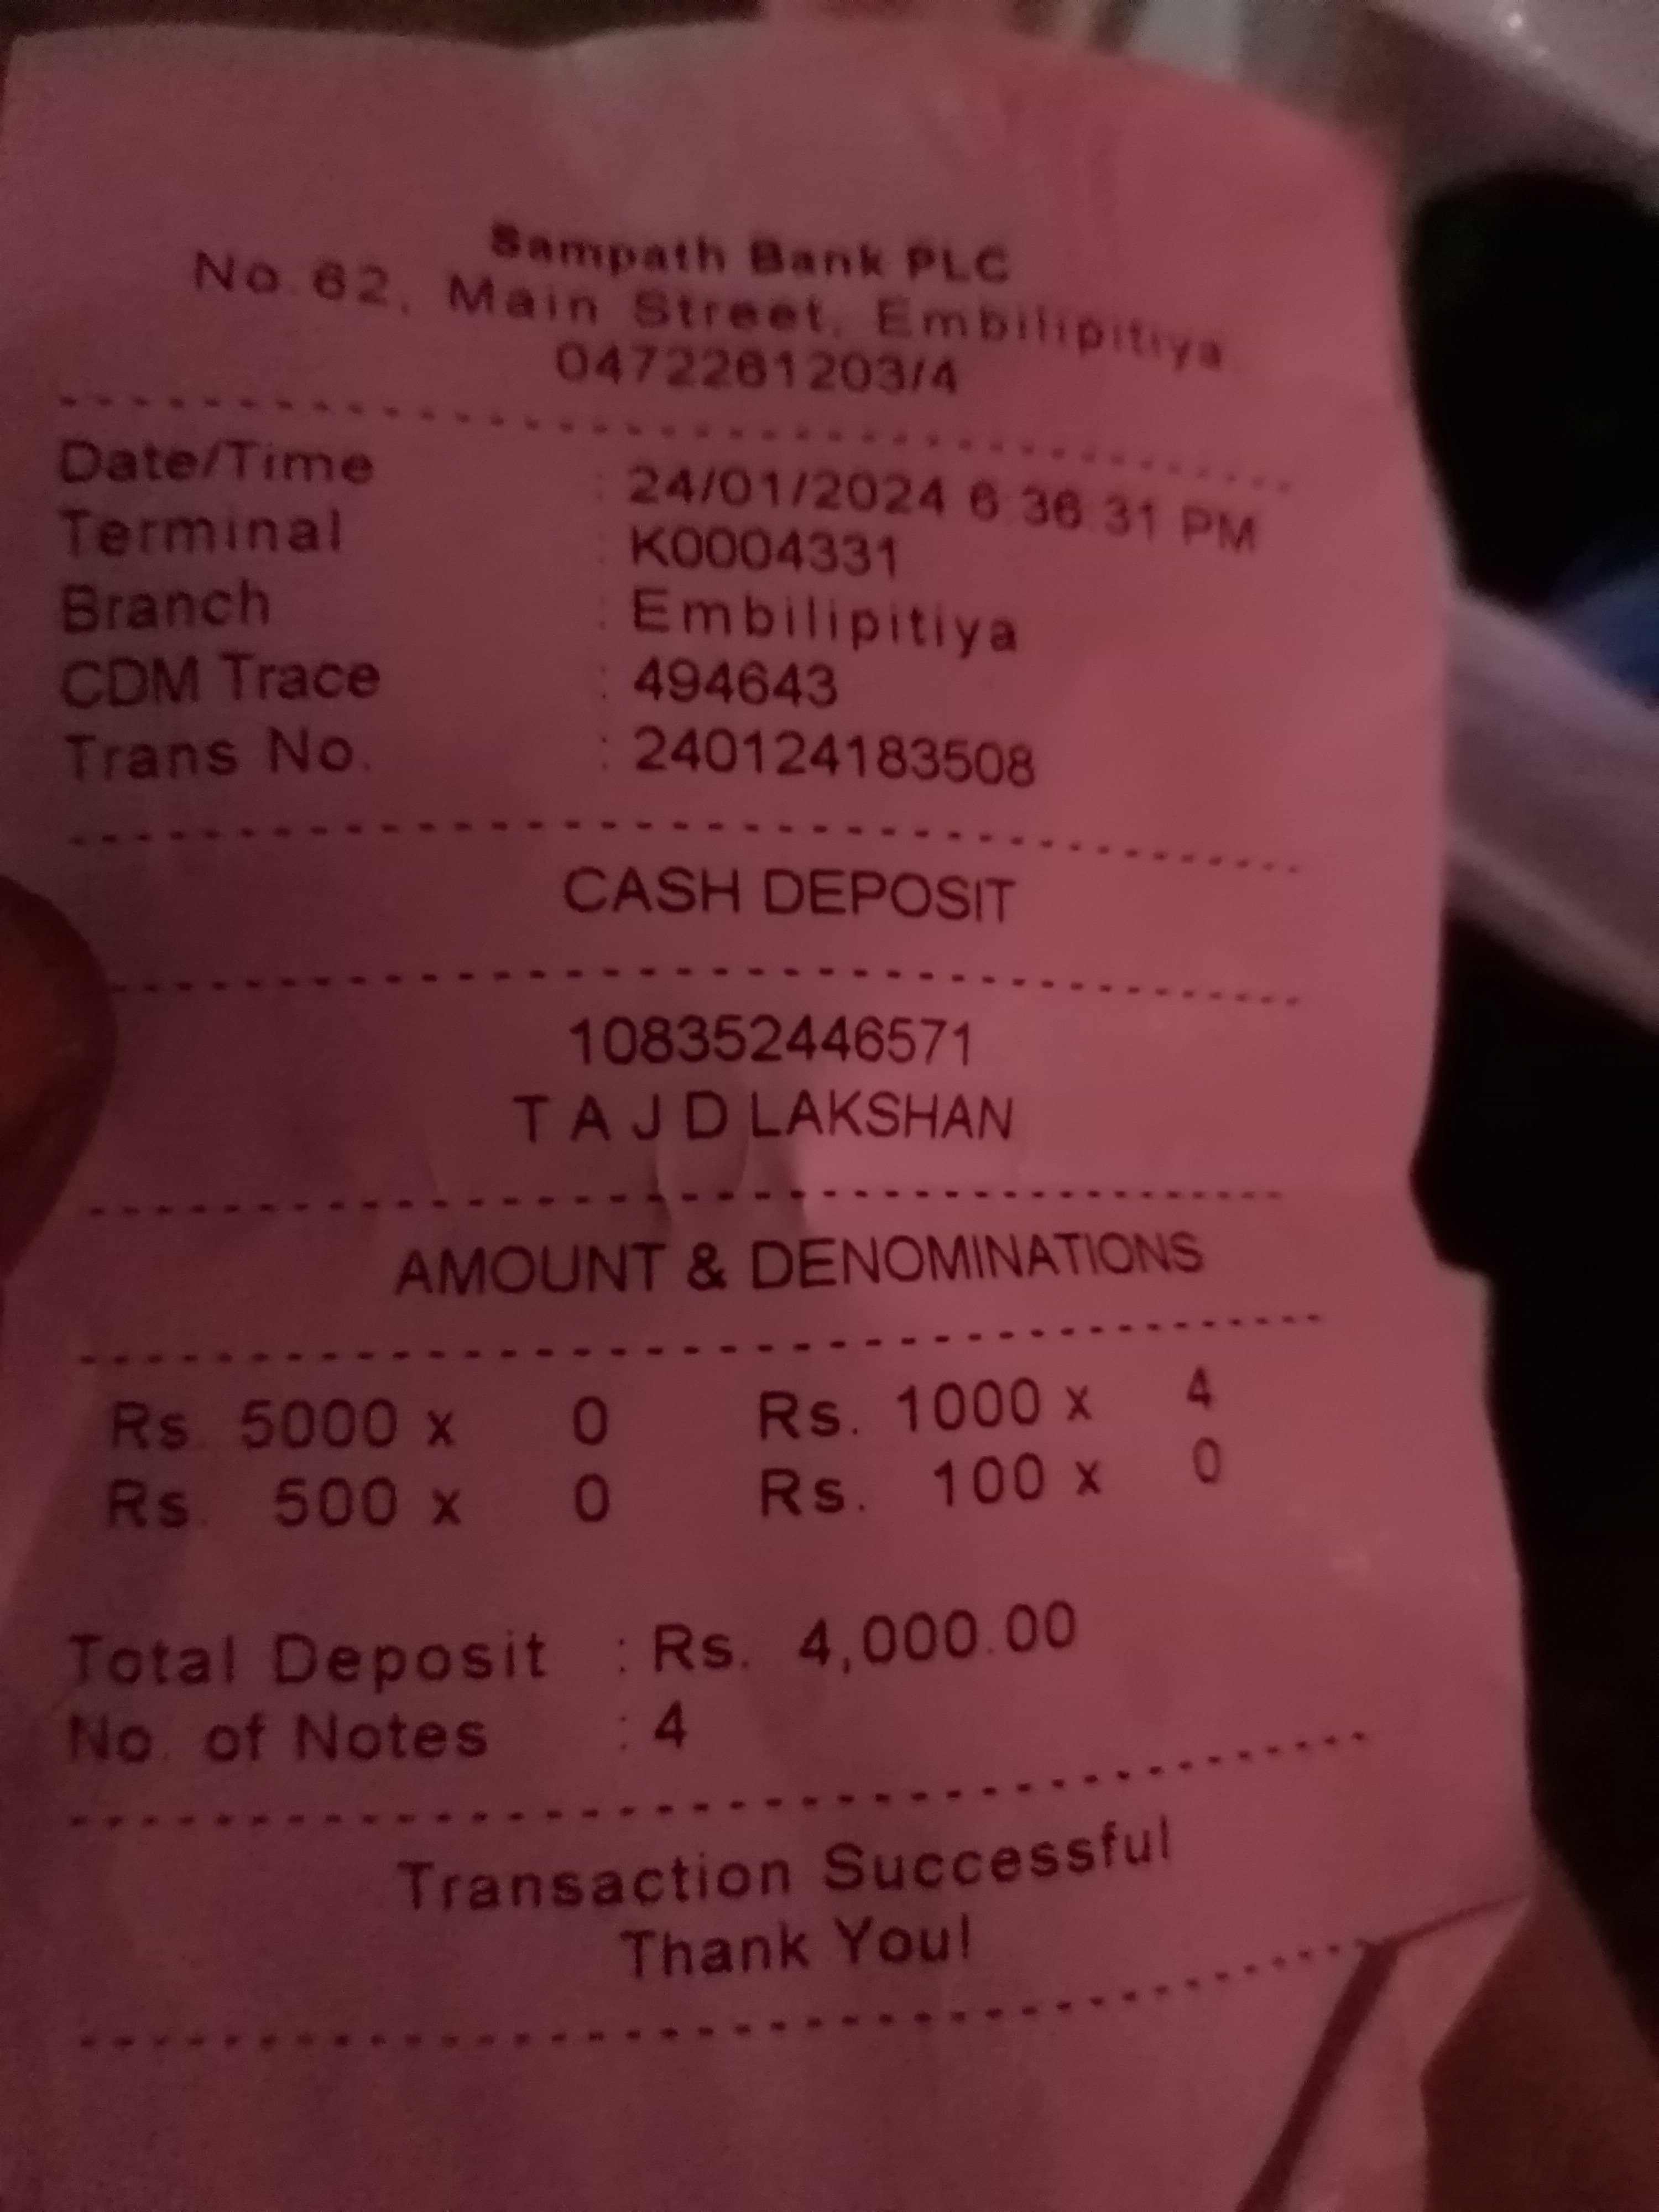 Sampath Bank PLC
No.62, Main Street, Embilipitiya.
0472261203/4
Date/Time : 24/01/2024 6:36:31 PM
Terminal : K0004331
Branch : Embilipitiya
CDM Trace : 494643
Trans No. : 240124183508
CASH DEPOSIT
108352446571
T A J D LAKSHAN
AMOUNT & DENOMINATIONS
Rs. 5000 x 0 Rs. 1000 x 4
Rs. 500 x 0 Rs. 100 x 0
Total Deposit : Rs. 4,000.00
No. of Notes : 4
Transaction Successful
Thank You!